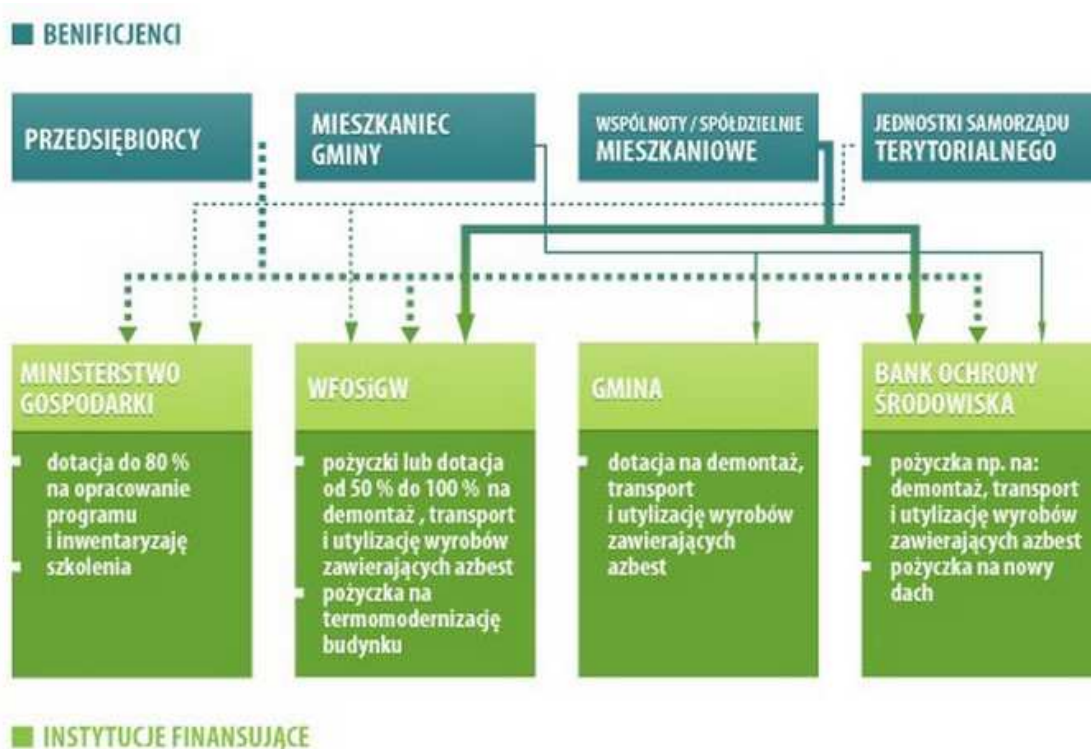 BENIFICJENCI
PRZEDSIĘBIORCY
MIESZKANIEC
GMINY
WSPÓLNOTY / SPÓŁDZIELNIE
MIESZKANIOWE
JEDNOSTKI SAMORZĄDU
TERYTORIALNEGO
MINISTERSTWO
GOSPODARKI
dotacja do 80 %
na opracowanie
programu
i inwentaryzaję
szkolenia
WFOSiGW
pożyczki lub dotacja
od 50 % do 100 % na
demontaż , transport
i utylizację wyrobów
zawierających azbest
pożyczka na
termomodernizację
budynku
GMINA
dotacja na demontaż,
transport
i utylizację wyrobów
zawierających
azbest
BANK OCHRONY
ŚRODOWISKA
pożyczka np. na:
demontaż, transport
i utylizację wyrobów
zawierających azbest
pożyczka na nowy
dach
INSTYTUCJE FINANSUJĄCE